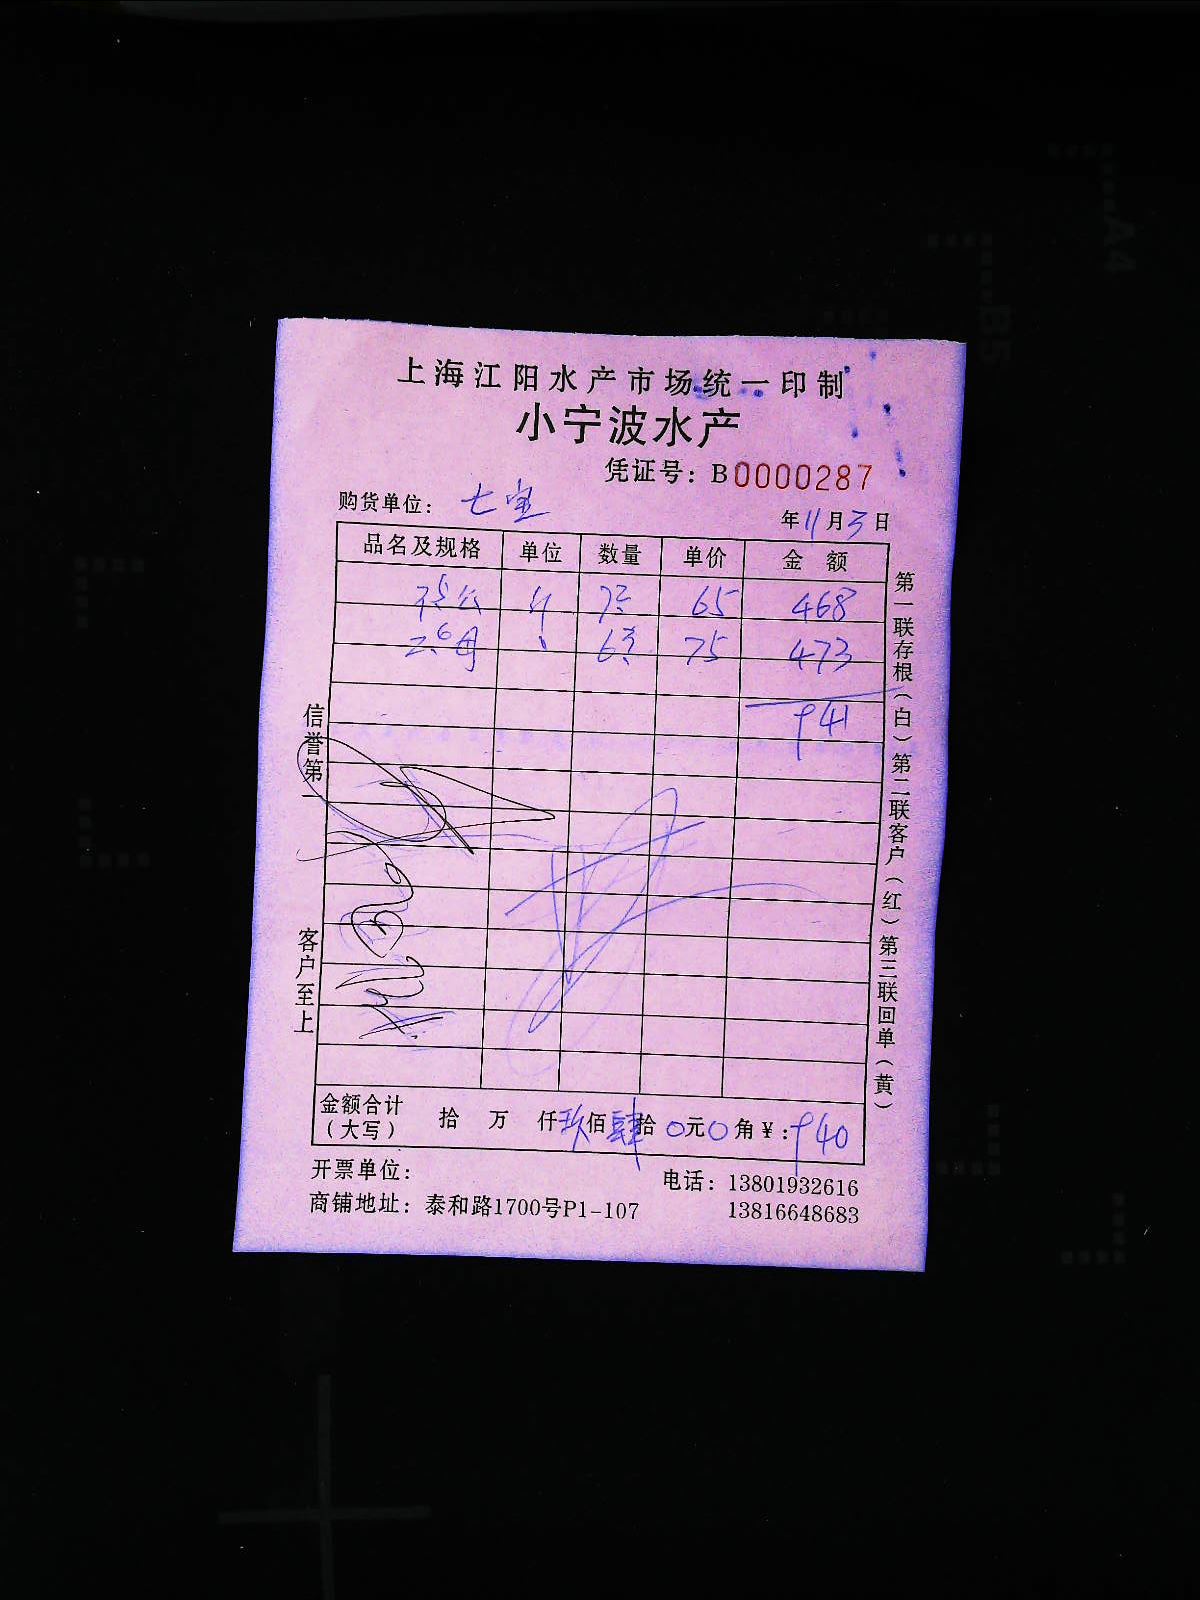 上海江阳水产市场统一印制
小宁波水产
凭证号：B0000287
购货单位：七宝
年11月3日
品名及规格 单位 数量 单价 金额
公 斤 65 468
母 75 473
941
信誉第一
客户至上
第一联存根（白）第二联客户（红）第三联回单（黄）
金额合计（大写） 拾 万 仟玖佰肆拾0元0角¥：940
开票单位：
电话：13801932616
商铺地址：泰和路1700号P1-107
13816648683